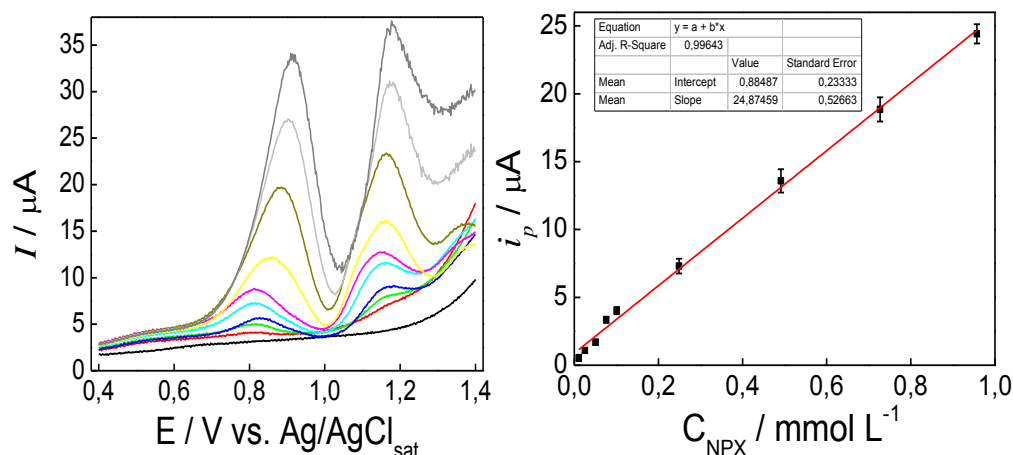 I / μA
35
30
25
20
15
10
5
0
0,4 0,6 0,8 1,0 1,2 1,4
E / V vs. Ag/AgCl_sat
i_p / μA
25
20
15
10
5
0
Equation y = a + b*x
Adj. R-Square 0,99643
Value Standard Error
Mean Intercept 0,88487 0,23333
Mean Slope 24,87459 0,52663
0,0 0,2 0,4 0,6 0,8 1,0
C_NPX / mmol L⁻¹